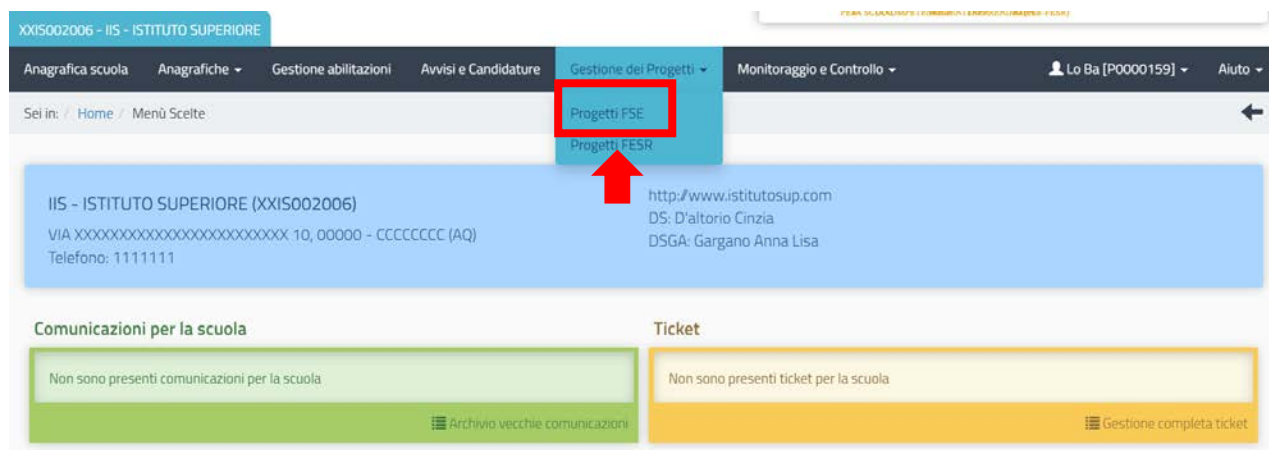 XXIS002006 - IIS - ISTITUTO SUPERIORE
Anagrafica scuola Anagrafiche Gestione abilitazioni Avvisi e Candidature Gestione dei Progetti Monitoraggio e Controllo Lo Ba [P0000159] Aiuto
Sei in: / Home / Menù Scelte
Progetti FSE
Progetti FESR
IIS - ISTITUTO SUPERIORE (XXIS002006)
VIA XXXXXXXXXXXXXXXXXXXXXXXX 10, 00000 - CCCCCCCC (AQ)
Telefono: 1111111
http://www.istitutosup.com
DS: D'altorio Cinzia
DSGA: Gargano Anna Lisa
Comunicazioni per la scuola
Non sono presenti comunicazioni per la scuola
Archivio vecchie comunicazioni
Ticket
Non sono presenti ticket per la scuola
Gestione completa ticket